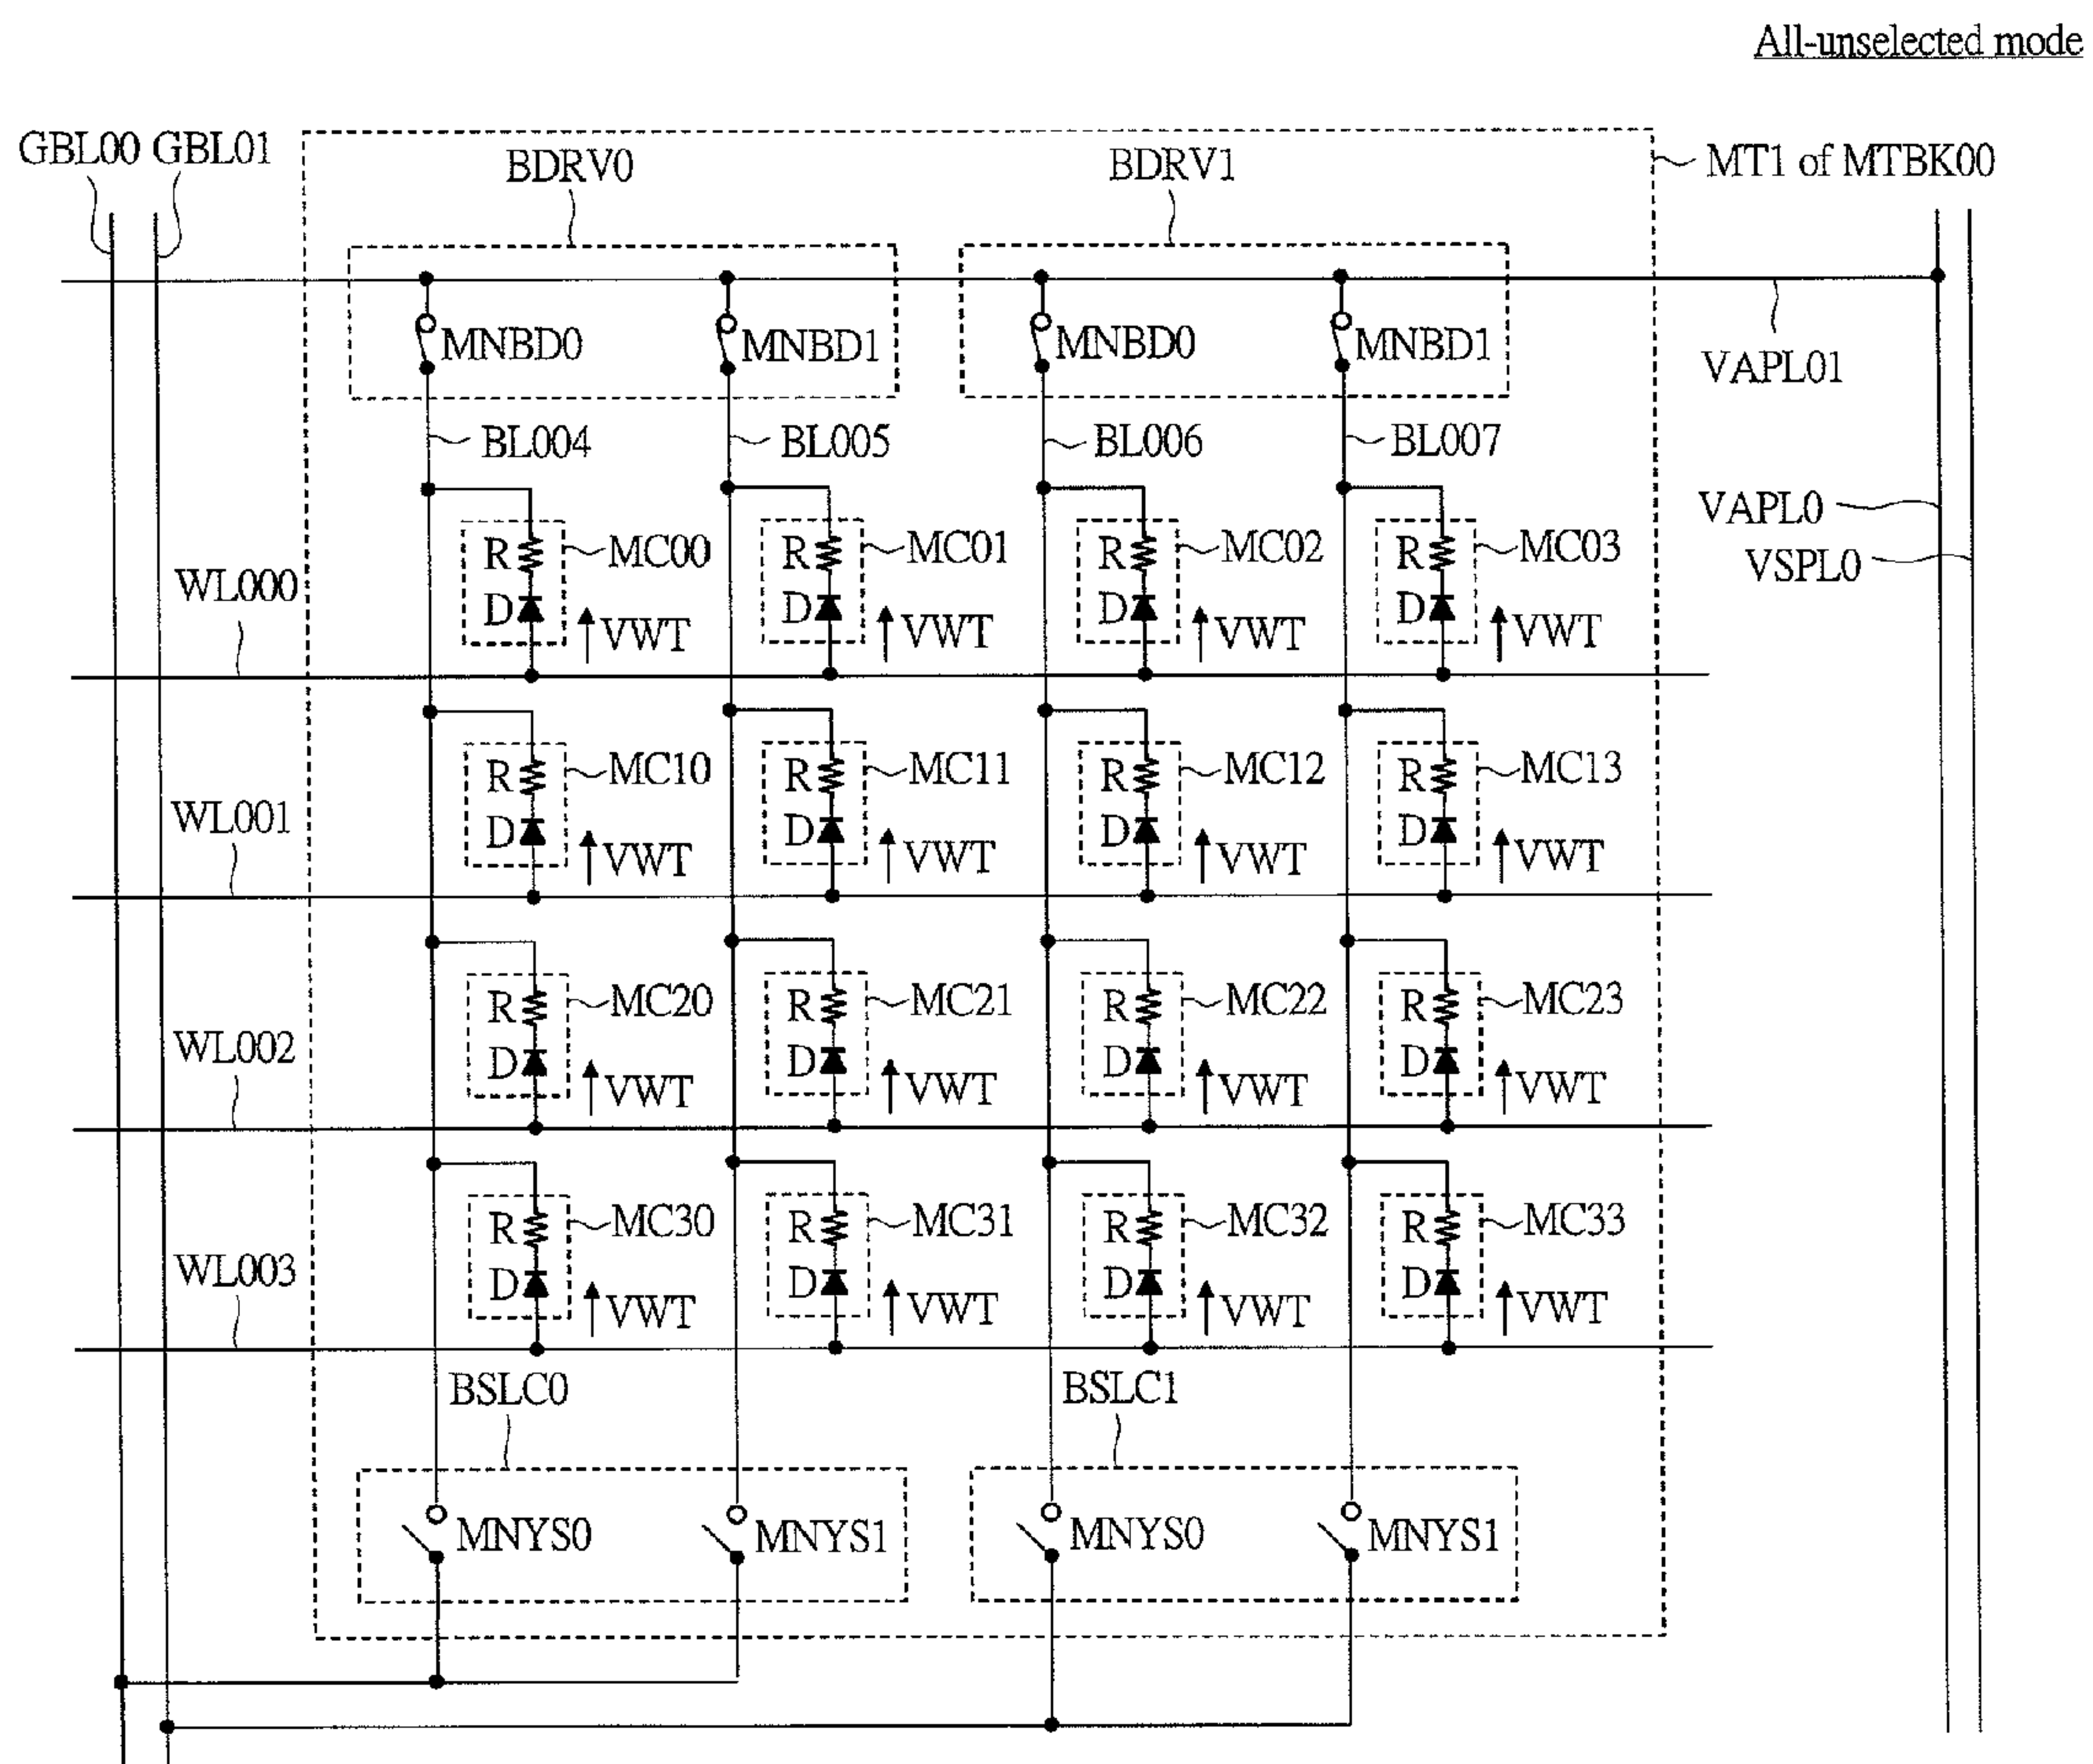 All-unselected mode
GBL00 GBL01
BDRV0
BDRV1
MT1 of MTBK00
MNBD0
MNBD1
MNBD0
MNBD1
VAPL01
BL004
BL005
BL006
BL007
VAPL0
VSPL0
WL000
R
D
MC00
VWT
R
D
MC01
VWT
R
D
MC02
VWT
R
D
MC03
VWT
WL001
R
D
MC10
VWT
R
D
MC11
VWT
R
D
MC12
VWT
R
D
MC13
VWT
WL002
R
D
MC20
VWT
R
D
MC21
VWT
R
D
MC22
VWT
R
D
MC23
VWT
WL003
R
D
MC30
VWT
R
D
MC31
VWT
R
D
MC32
VWT
R
D
MC33
VWT
BSLC0
BSLC1
MNYS0
MNYS1
MNYS0
MNYS1